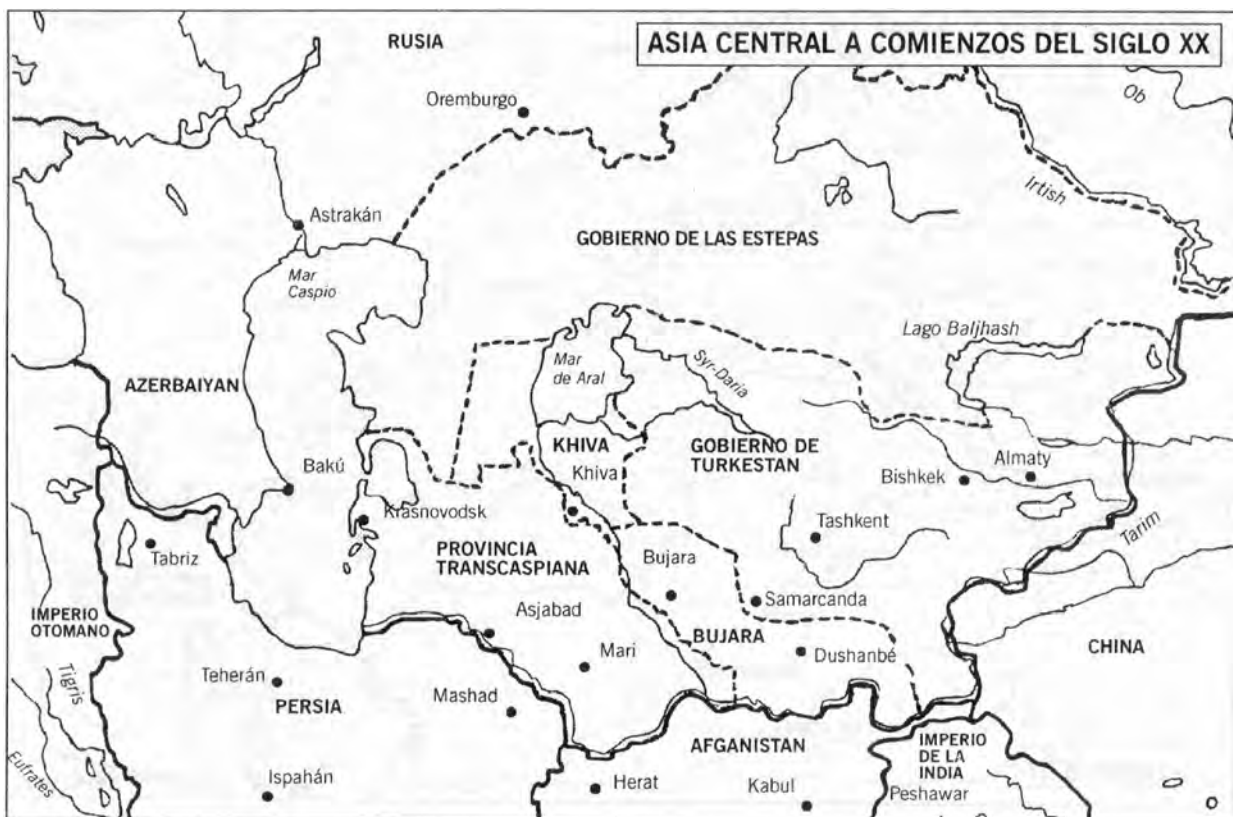 ASIA CENTRAL A COMIENZOS DEL SIGLO XX
RUSIA
Oremburgo
Ob
Irtish
Astrakán
GOBIERNO DE LAS ESTEPAS
Mar
Caspio
Lago Baljhash
Mar
de Aral
Syr-Daria
AZERBAIYAN
KHIVA
Khiva
GOBIERNO DE
TURKESTAN
Bakú
Bishkek
Almaty
Krasnovodsk
Tashkent
Tarim
Tabriz
PROVINCIA
TRANSCASPIANA
Bujara
Samarcanda
IMPERIO
OTOMANO
Asjabad
BUJARA
CHINA
Mari
Dushanbé
Teherán
Tigris
PERSIA
Mashad
AFGANISTAN
IMPERIO
DE LA
INDIA
Eufrates
Ispahán
Herat
Kabul
Peshawar